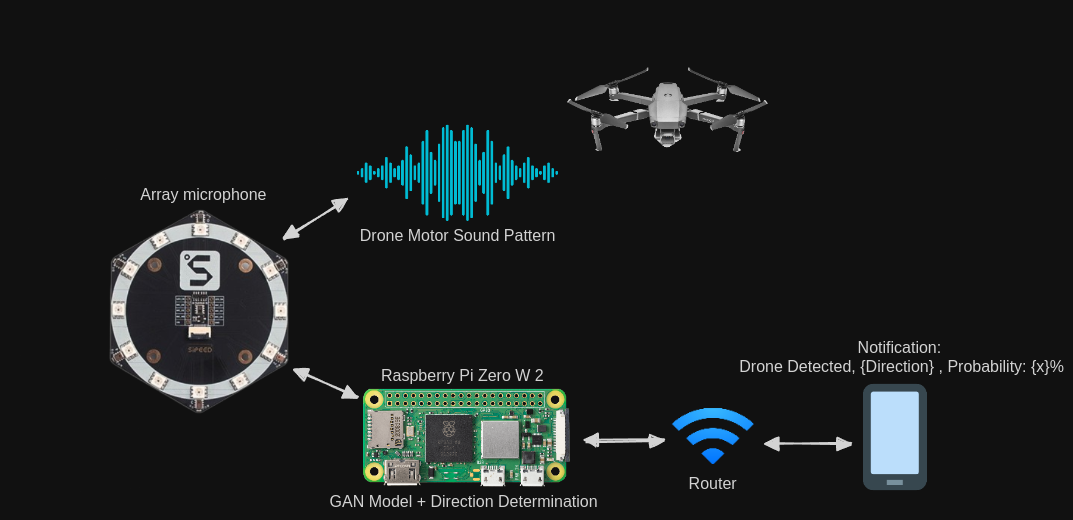 Array microphone
Drone Motor Sound Pattern
SiPEED
Raspberry Pi Zero W 2
GAN Model + Direction Determination
Router
Notification:
Drone Detected, {Direction} , Probability: {x}%